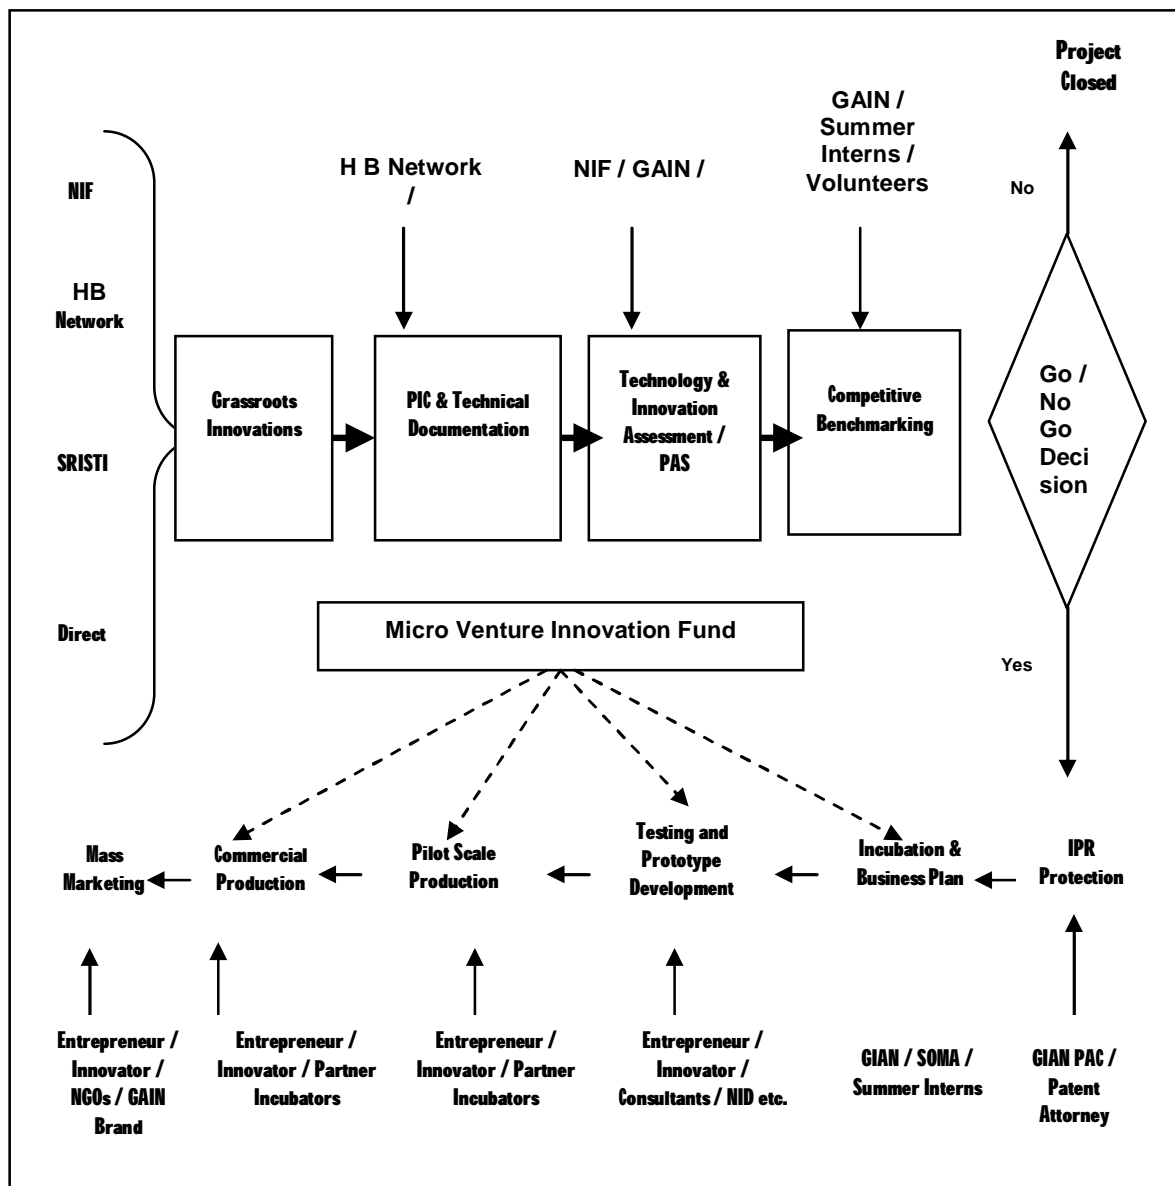 Project
Closed
GAIN /
Summer
Interns /
Volunteers
H B Network
/
NIF / GAIN /
No
NIF
HB
Network
SRISTI
Direct
Grassroots
Innovations
PIC & Technical
Documentation
Technology &
Innovation
Assessment /
PAS
Competitive
Benchmarking
Go /
No
Go
Deci
sion
Micro Venture Innovation Fund
Yes
Mass
Marketing
Commercial
Production
Pilot Scale
Production
Testing and
Prototype
Development
Incubation &
Business Plan
IPR
Protection
Entrepreneur /
Innovator /
NGOs / GAIN
Brand
Entrepreneur /
Innovator / Partner
Incubators
Entrepreneur /
Innovator / Partner
Incubators
Entrepreneur /
Innovator /
Consultants / NID etc.
GIAN / SOMA /
Summer Interns
GIAN PAC /
Patent
Attorney